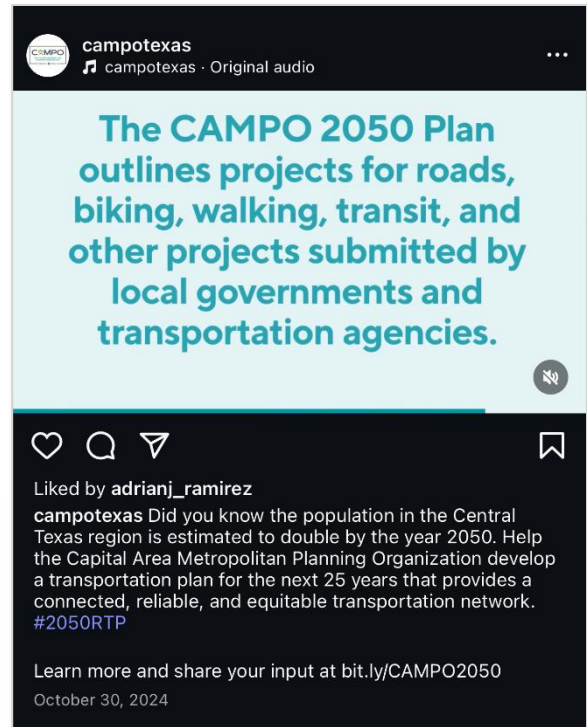 campotexas
campotexas · Original audio
The CAMPO 2050 Plan
outlines projects for roads,
biking, walking, transit, and
other projects submitted by
local governments and
transportation agencies.
Liked by adrianj_ramirez
campotexas Did you know the population in the Central
Texas region is estimated to double by the year 2050. Help
the Capital Area Metropolitan Planning Organization develop
a transportation plan for the next 25 years that provides a
connected, reliable, and equitable transportation network.
#2050RTP
Learn more and share your input at bit.ly/CAMPO2050
October 30, 2024